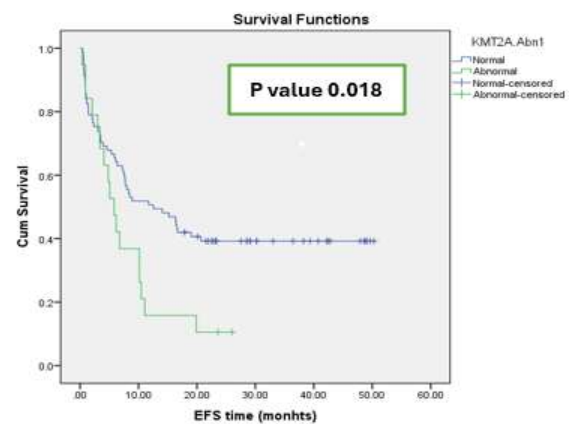 Survival Functions
KMT2A.Abn1
Normal
Abnormal
Normal-censored
Abnormal-censored
P value 0.018
Cum Survival
1.0
0.8
0.6
0.4
0.2
0.0
.00 10.00 20.00 30.00 40.00 50.00 60.00
EFS time (monhts)